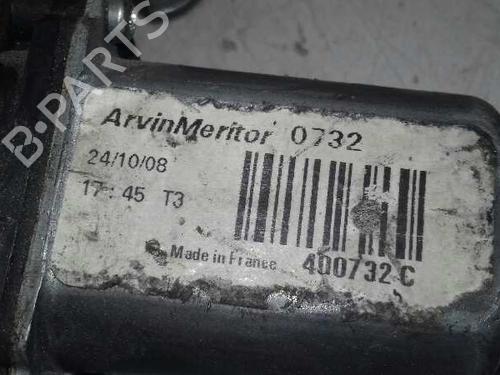 B-PARTS
ArvinMeritor 0732
24/10/08
17:45 T3
Made in France 400732 C